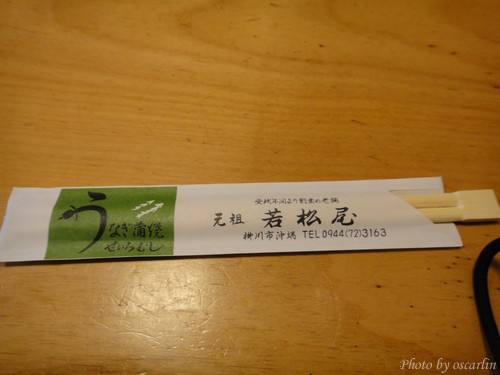 うなぎ蒲焼
せいろむし
安政年間より創業の老舗
元祖 若松屋
柳川市沖端 TEL 0944(72)3163
Photo by oscarlin